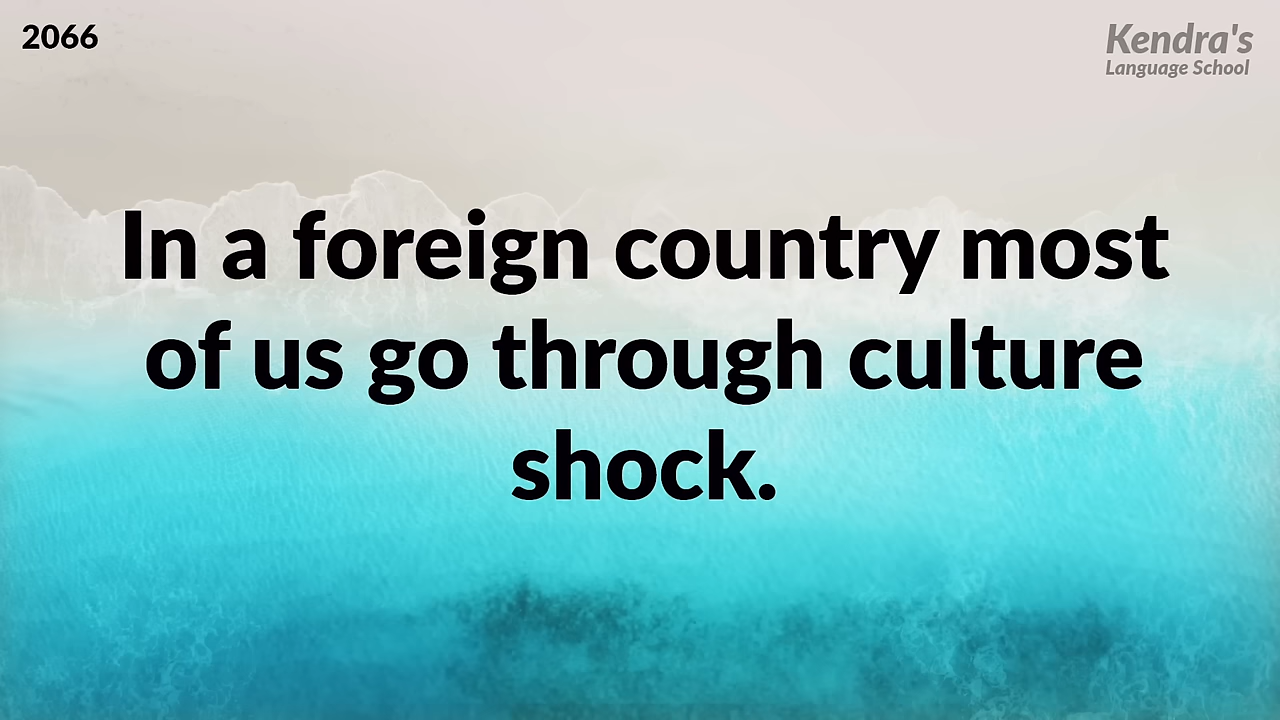 2066
Kendra's
Language School
In a foreign country most
of us go through culture
shock.